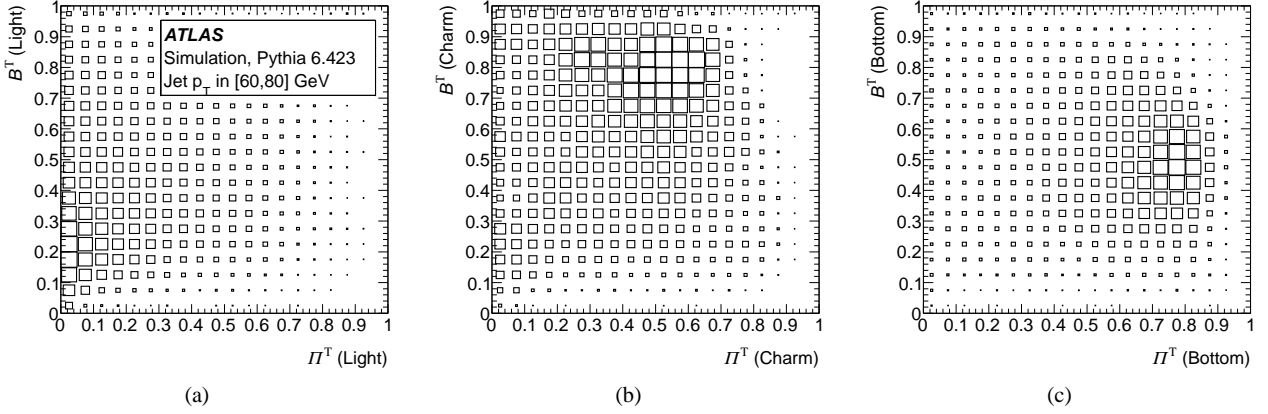 B^T (Light)
1
0.9
0.8
0.7
0.6
0.5
0.4
0.3
0.2
0.1
0
ATLAS
Simulation, Pythia 6.423
Jet p_T in [60,80] GeV
0 0.1 0.2 0.3 0.4 0.5 0.6 0.7 0.8 0.9 1
Π^T (Light)
(a)
B^T (Charm)
1
0.9
0.8
0.7
0.6
0.5
0.4
0.3
0.2
0.1
0
0 0.1 0.2 0.3 0.4 0.5 0.6 0.7 0.8 0.9 1
Π^T (Charm)
(b)
B^T (Bottom)
1
0.9
0.8
0.7
0.6
0.5
0.4
0.3
0.2
0.1
0
0 0.1 0.2 0.3 0.4 0.5 0.6 0.7 0.8 0.9 1
Π^T (Bottom)
(c)